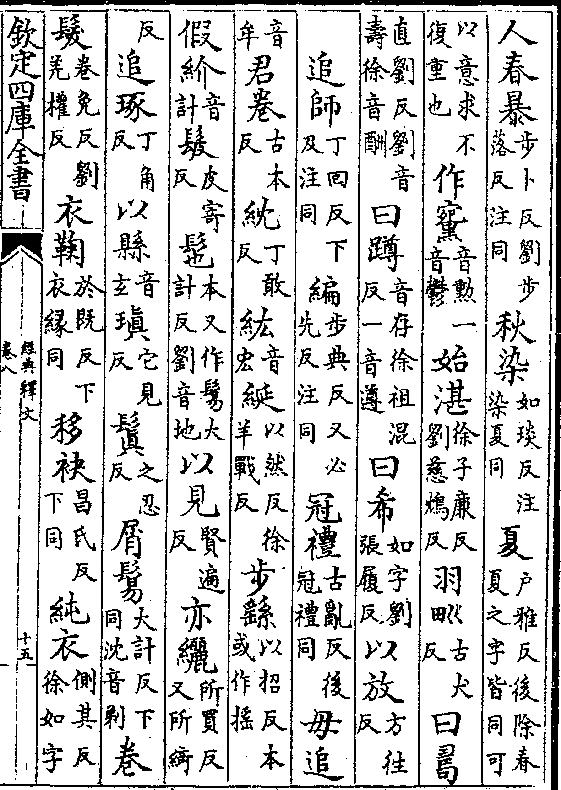 人春暴步卜反劉步落反注同秋染如琰反注染夏同夏户雅反後除春夏之字皆同可
以意求不復重也作窯音勲一音鬱始湛徐子廉反劉慈鴆反羽畎古犬反曰
直劉反劉音壽徐音酬曰蹲音存徐祖混反一音遵曰希如字劉張履反以放方往反
追師丁回反下及注同編步典反又必先反注同冠禮古亂反後冠禮同毋追
音牟君卷古本反紞丁敢反紘音宏綖以然反徐羊戰反步繇以招反本或作揺
假紒音計髲皮寄反髢本又作鬄大計反劉音地以見賢遍反亦纚所買反又所綺
反追琢丁角反以縣音玄瑱它見反鬒之忍反屑鬄大計反下同沈音剃卷
髮卷免反劉羌權反衣鞠於既反下衣緣同移袂昌氏反下同純衣側其反徐如字
欽定四庫全書
經典釋文
卷八
十五